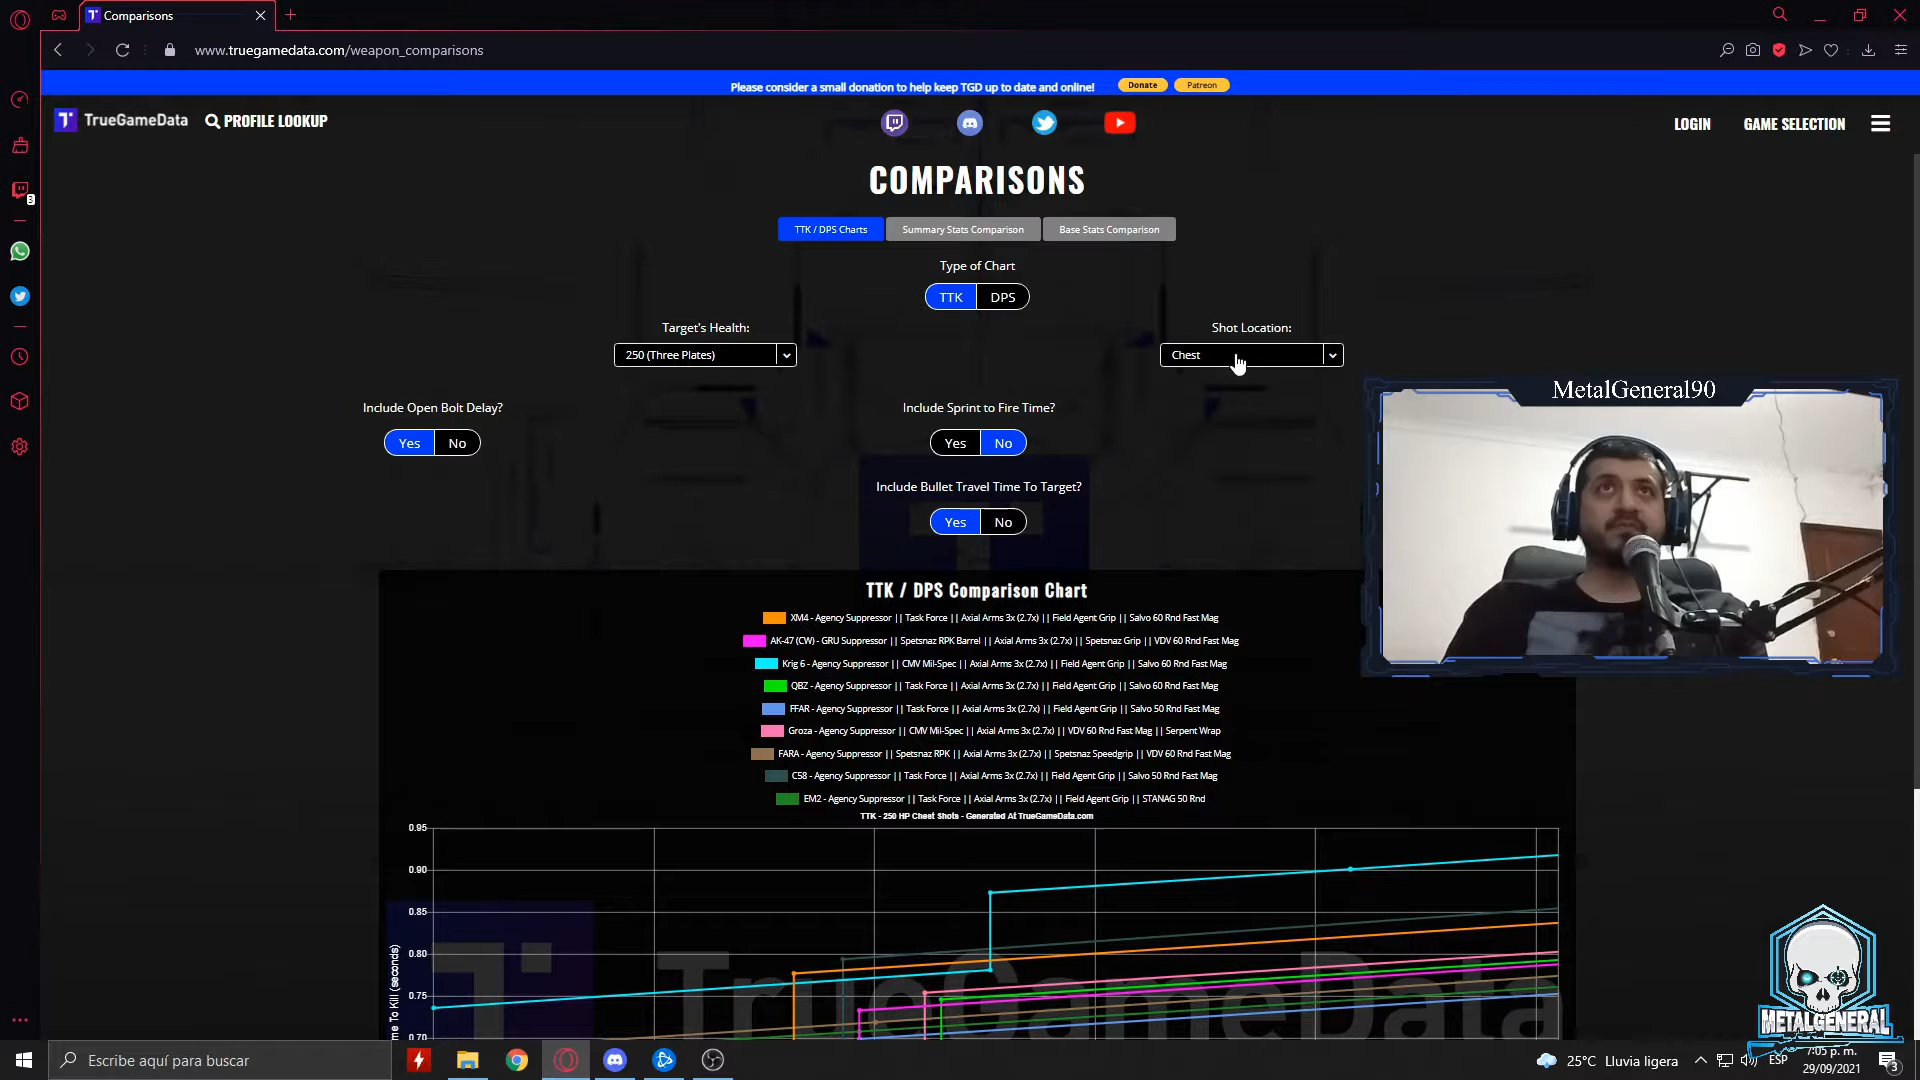 Comparisons
www.truegamedata.com/weapon_comparisons
Please consider a small donation to help keep TGD up to date and online!
Donate
Patreon
TrueGameData
PROFILE LOOKUP
LOGIN
GAME SELECTION
COMPARISONS
TTK / DPS Charts
Summary Stats Comparison
Base Stats Comparison
Type of Chart
TTK
DPS
Target's Health:
Shot Location:
250 (Three Plates)
Chest
MetalGeneral90
Include Open Bolt Delay?
Include Sprint to Fire Time?
Yes
No
Yes
No
Include Bullet Travel Time To Target?
Yes
No
TTK / DPS Comparison Chart
XM4 - Agency Suppressor || Task Force || Axial Arms 3x (2.7x) || Field Agent Grip || Salvo 60 Rnd Fast Mag
AK-47 (CW) - GRU Suppressor || Spetsnaz RPK Barrel || Axial Arms 3x (2.7x) || Spetsnaz Grip || VDV 60 Rnd Fast Mag
Krig 6 - Agency Suppressor || CMV Mil-Spec || Axial Arms 3x (2.7x) || Field Agent Grip || Salvo 60 Rnd Fast Mag
QBZ - Agency Suppressor || Task Force || Axial Arms 3x (2.7x) || Field Agent Grip || Salvo 60 Rnd Fast Mag
FFAR - Agency Suppressor || Task Force || Axial Arms 3x (2.7x) || Field Agent Grip || Salvo 50 Rnd Fast Mag
Groza - Agency Suppressor || CMV Mil-Spec || Axial Arms 3x (2.7x) || VDV 60 Rnd Fast Mag || Serpent Wrap
FARA - Agency Suppressor || Spetsnaz RPK || Axial Arms 3x (2.7x) || Spetsnaz Speedgrip || VDV 60 Rnd Fast Mag
C58 - Agency Suppressor || Task Force || Axial Arms 3x (2.7x) || Field Agent Grip || Salvo 50 Rnd Fast Mag
EM2 - Agency Suppressor || Task Force || Axial Arms 3x (2.7x) || Field Agent Grip || STANAG 50 Rnd
TTK - 250 HP Chest Shots - Generated At TrueGameData.com
0.95
0.90
0.85
0.80
0.75
0.70
me To Kill (seconds)
TrueGameData
METALGENERAL
3
Escribe aquí para buscar
25°C Lluvia ligera
ESP
7:05 p. m.
29/09/2021
3